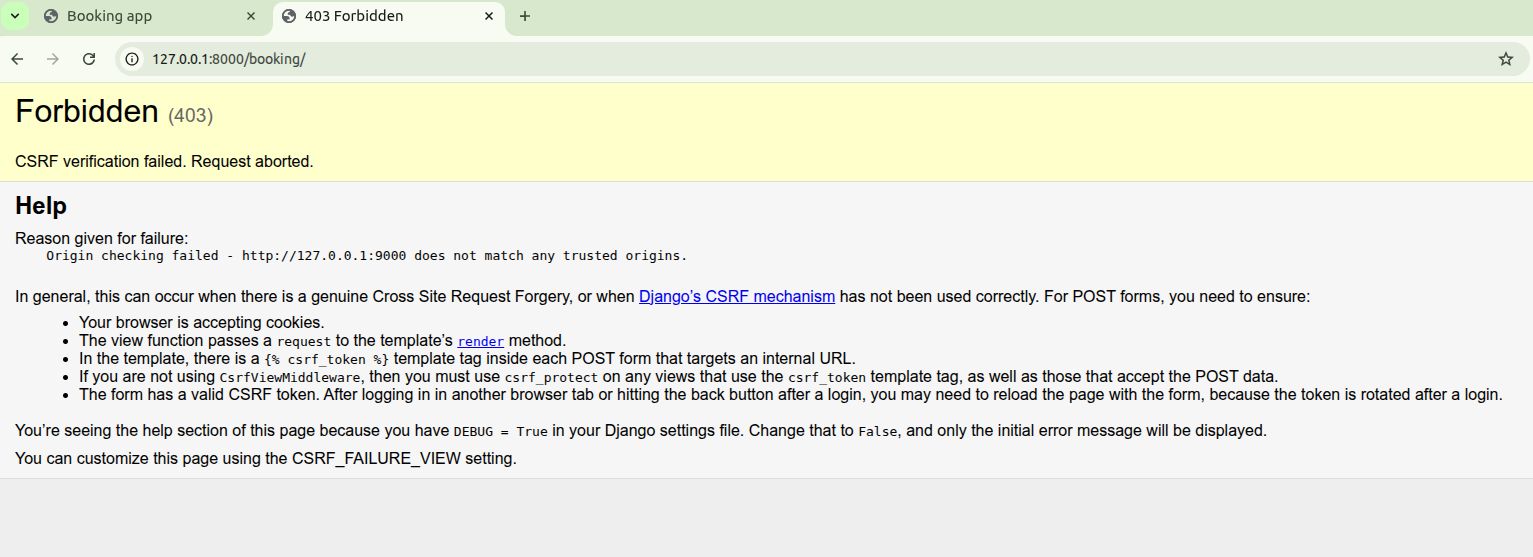 Booking app
403 Forbidden
127.0.0.1:8000/booking/
Forbidden (403)
CSRF verification failed. Request aborted.
Help
Reason given for failure:
Origin checking failed - http://127.0.0.1:9000 does not match any trusted origins.
In general, this can occur when there is a genuine Cross Site Request Forgery, or when Django’s CSRF mechanism has not been used correctly. For POST forms, you need to ensure:
• Your browser is accepting cookies.
• The view function passes a request to the template’s render method.
• In the template, there is a {% csrf_token %} template tag inside each POST form that targets an internal URL.
• If you are not using CsrfViewMiddleware, then you must use csrf_protect on any views that use the csrf_token template tag, as well as those that accept the POST data.
• The form has a valid CSRF token. After logging in in another browser tab or hitting the back button after a login, you may need to reload the page with the form, because the token is rotated after a login.
You’re seeing the help section of this page because you have DEBUG = True in your Django settings file. Change that to False, and only the initial error message will be displayed.
You can customize this page using the CSRF_FAILURE_VIEW setting.